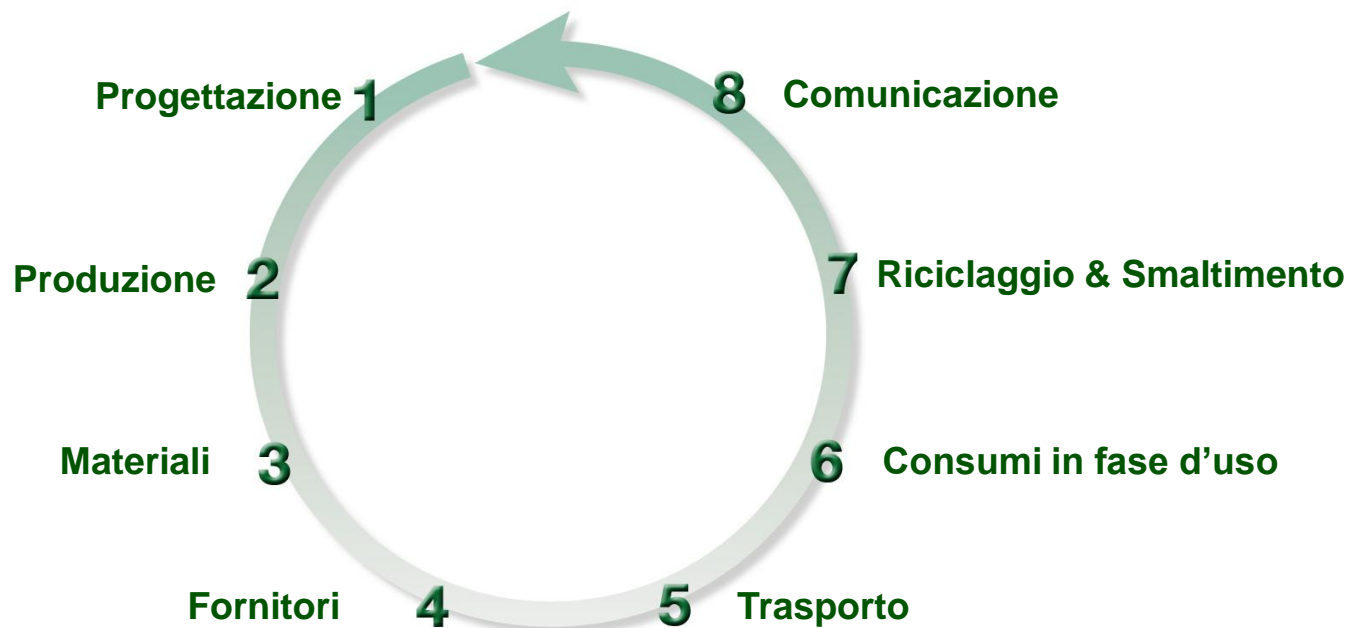 Progettazione 1
Produzione 2
Materiali 3
Fornitori 4
5 Trasporto
6 Consumi in fase d’uso
7 Riciclaggio & Smaltimento
8 Comunicazione